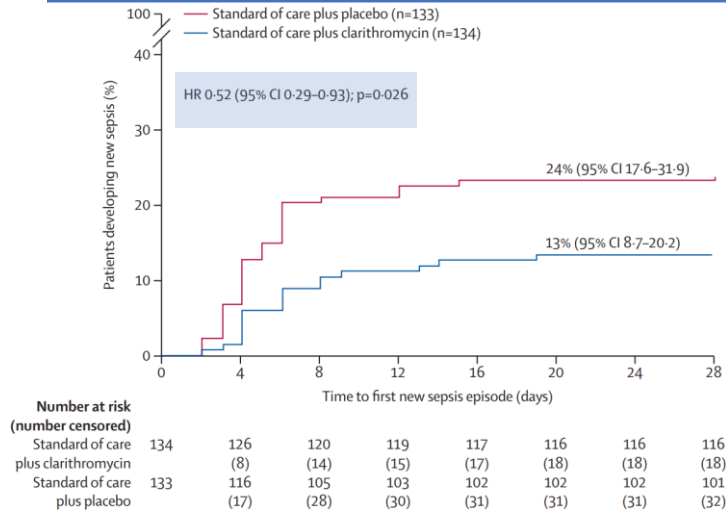 100
Standard of care plus placebo (n=133)
Standard of care plus clarithromycin (n=134)
40
HR 0·52 (95% CI 0·29–0·93); p=0·026
30
24% (95% CI 17·6–31·9)
20
13% (95% CI 8·7–20·2)
10
0
Patients developing new sepsis (%)
0 4 8 12 16 20 24 28
Time to first new sepsis episode (days)
Number at risk
(number censored)
Standard of care 134 126 120 119 117 116 116 116
plus clarithromycin (8) (14) (15) (17) (18) (18) (18)
Standard of care 133 116 105 103 102 102 102 101
plus placebo (17) (28) (30) (31) (31) (31) (32)